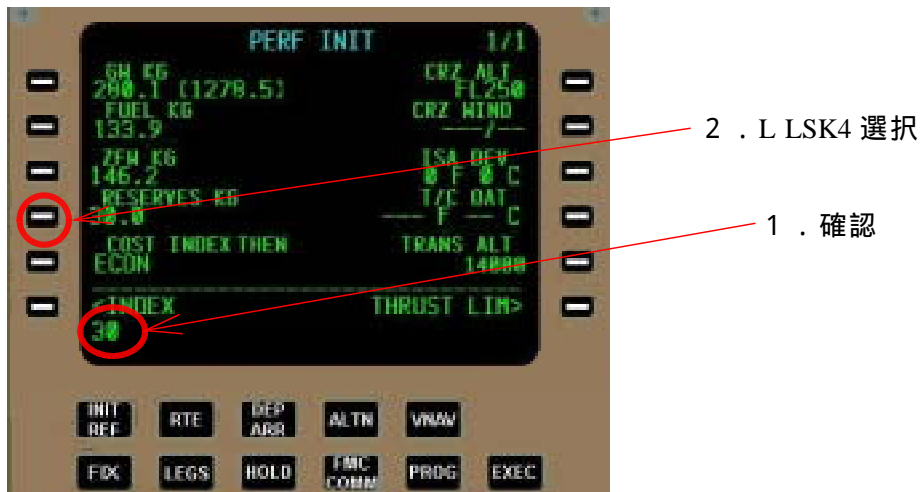 PERF INIT 1/1
GW KG CRZ ALT
280.1 (1278.5) FL250
FUEL KG CRZ WIND
133.9 ---/--
ZFW KG ISA DEV
146.2 0 F 0 C
RESERVES KG T/C OAT
30.0 --- F -- C
COST INDEX THEN TRANS ALT
ECON 14000
<INDEX THRUST LIM>
30
2 . L LSK4 選択
1 . 確認
INIT REF RTE DEP ARR ALTN VNAV
FIX LEGS HOLD FMC COMM PROG EXEC